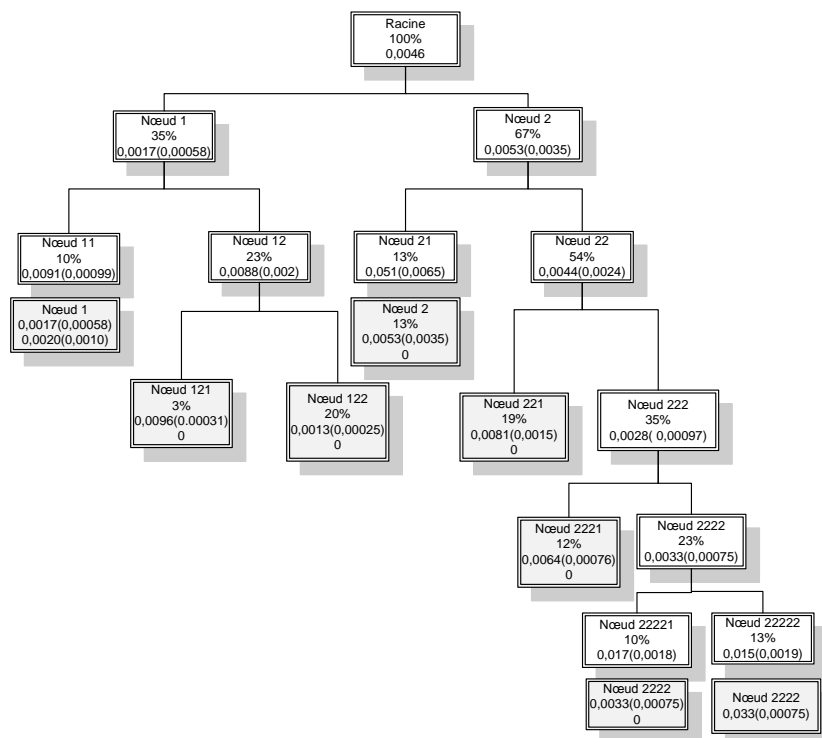 Racine
100%
0,0046
Nœud 1
35%
0,0017(0,00058)
Nœud 2
67%
0,0053(0,0035)
Nœud 11
10%
0,0091(0,00099)
Nœud 12
23%
0,0088(0,002)
Nœud 21
13%
0,051(0,0065)
Nœud 22
54%
0,0044(0,0024)
Nœud 1
0,0017(0,00058)
0,0020(0,0010)
Nœud 2
13%
0,0053(0,0035)
0
Nœud 121
3%
0,0096(0.00031)
0
Nœud 122
20%
0,0013(0,00025)
0
Nœud 221
19%
0,0081(0,0015)
0
Nœud 222
35%
0,0028( 0,00097)
Nœud 2221
12%
0,0064(0,00076)
0
Nœud 2222
23%
0,0033(0,00075)
Nœud 22221
10%
0,017(0,0018)
Nœud 22222
13%
0,015(0,0019)
Nœud 2222
0,0033(0,00075)
0
Nœud 2222
0,033(0,00075)